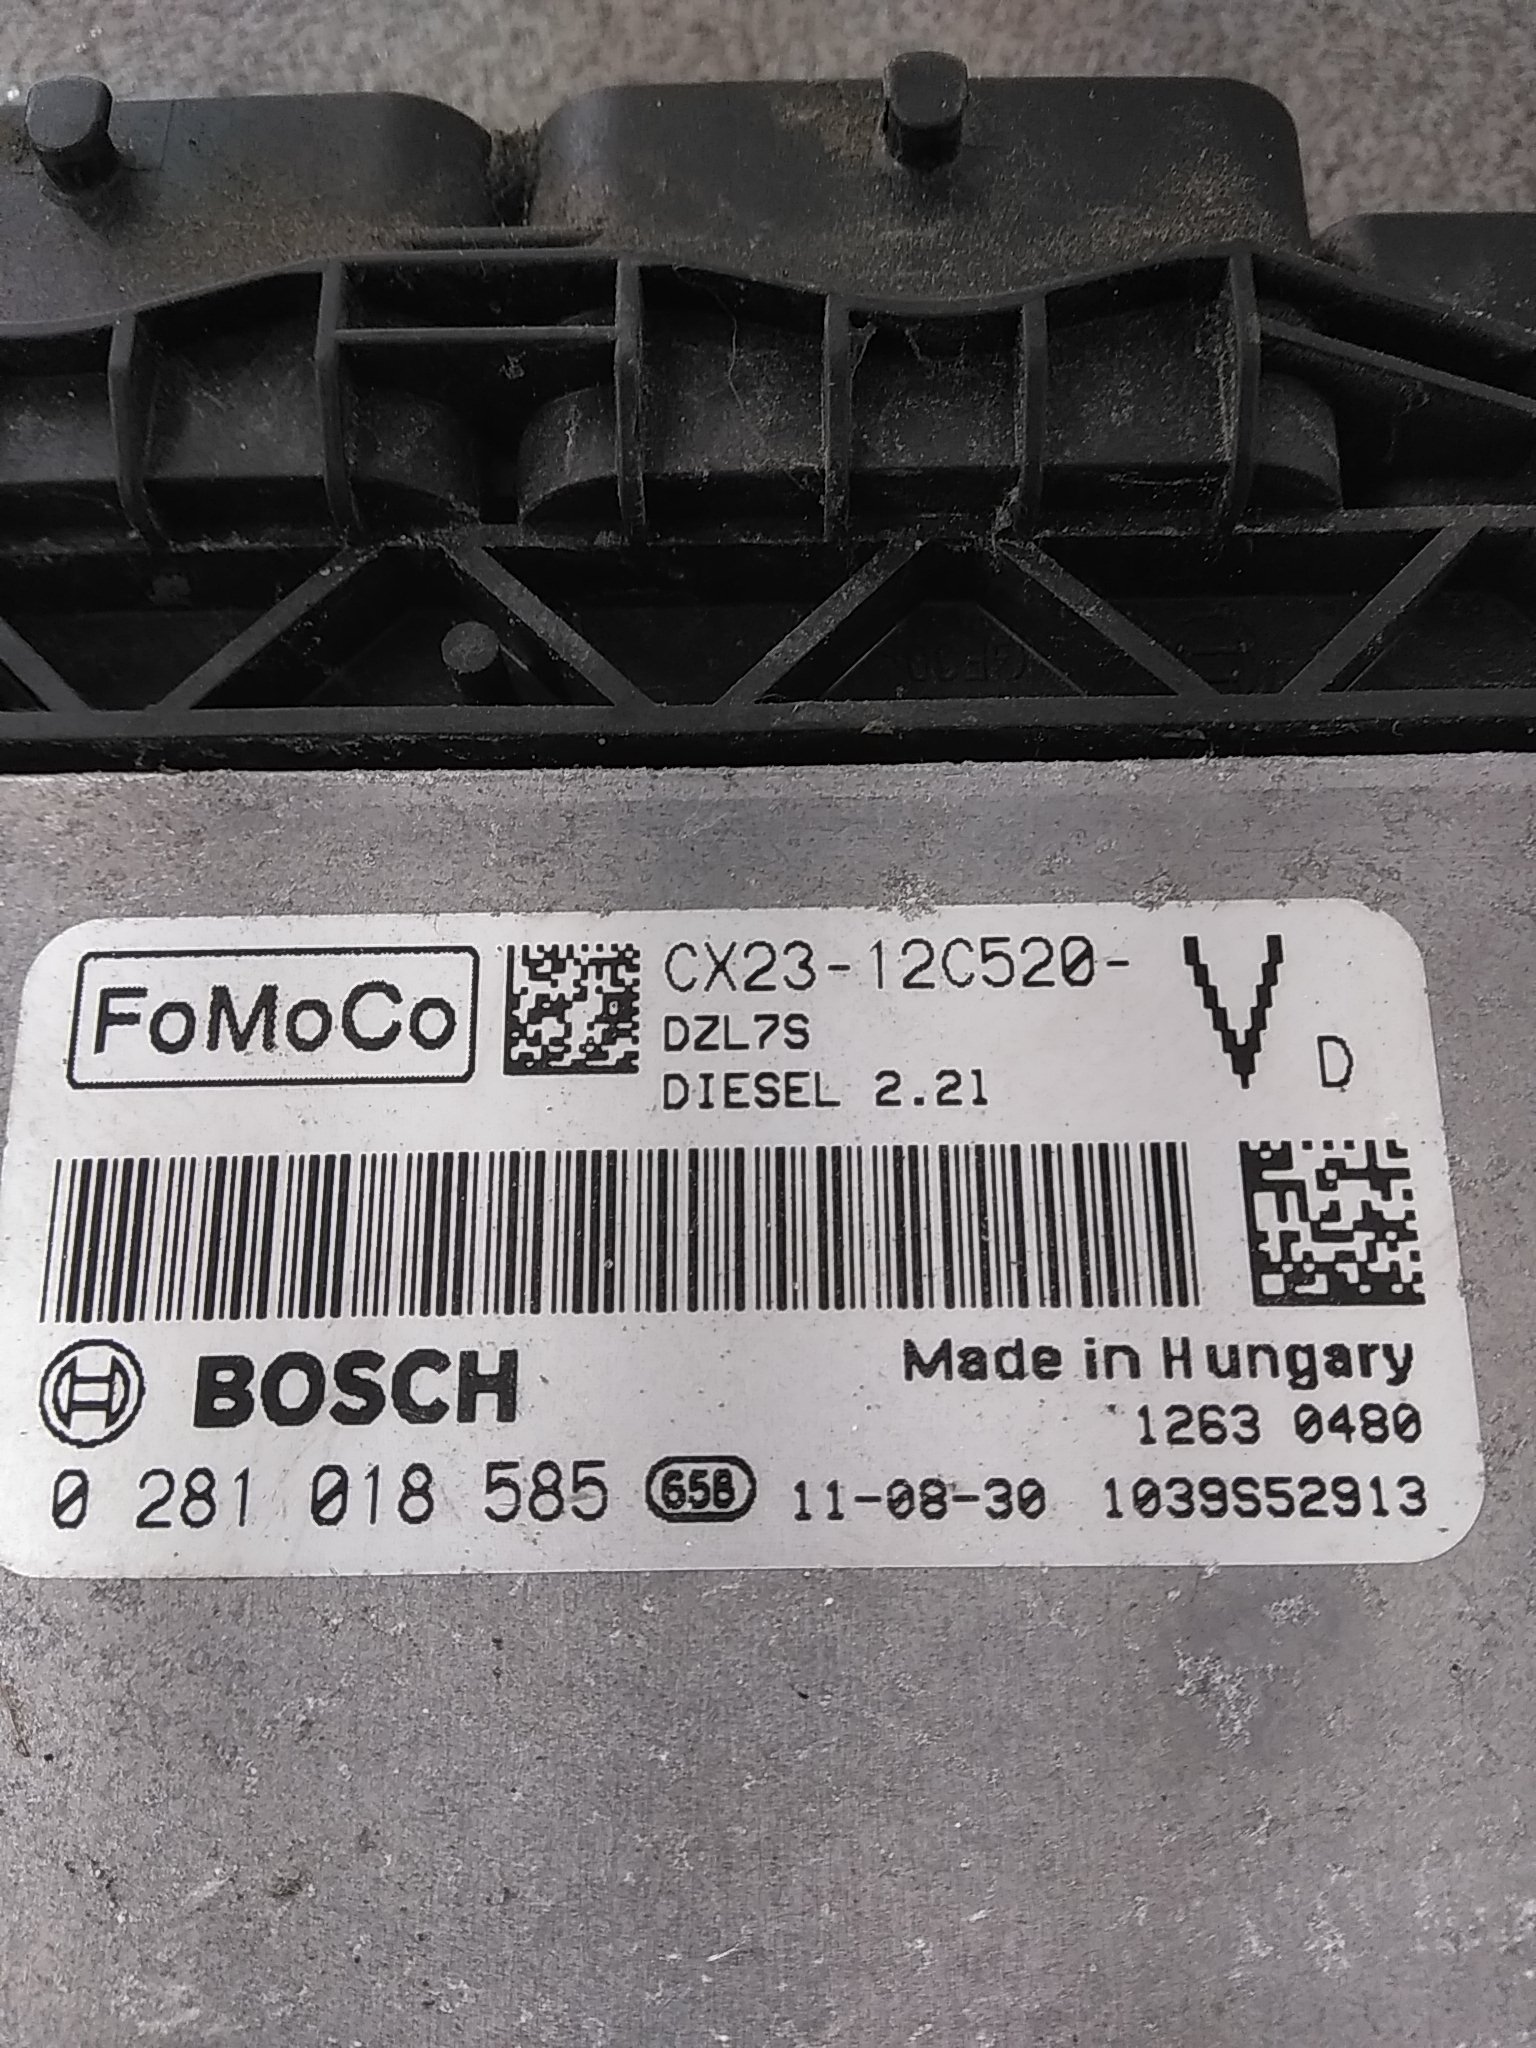 FoMoCo
CX23-12C520- V D
DZL7S
DIESEL 2.2l
BOSCH
Made in Hungary
1263 0480
0 281 018 585 658 11-08-30 1039S52913